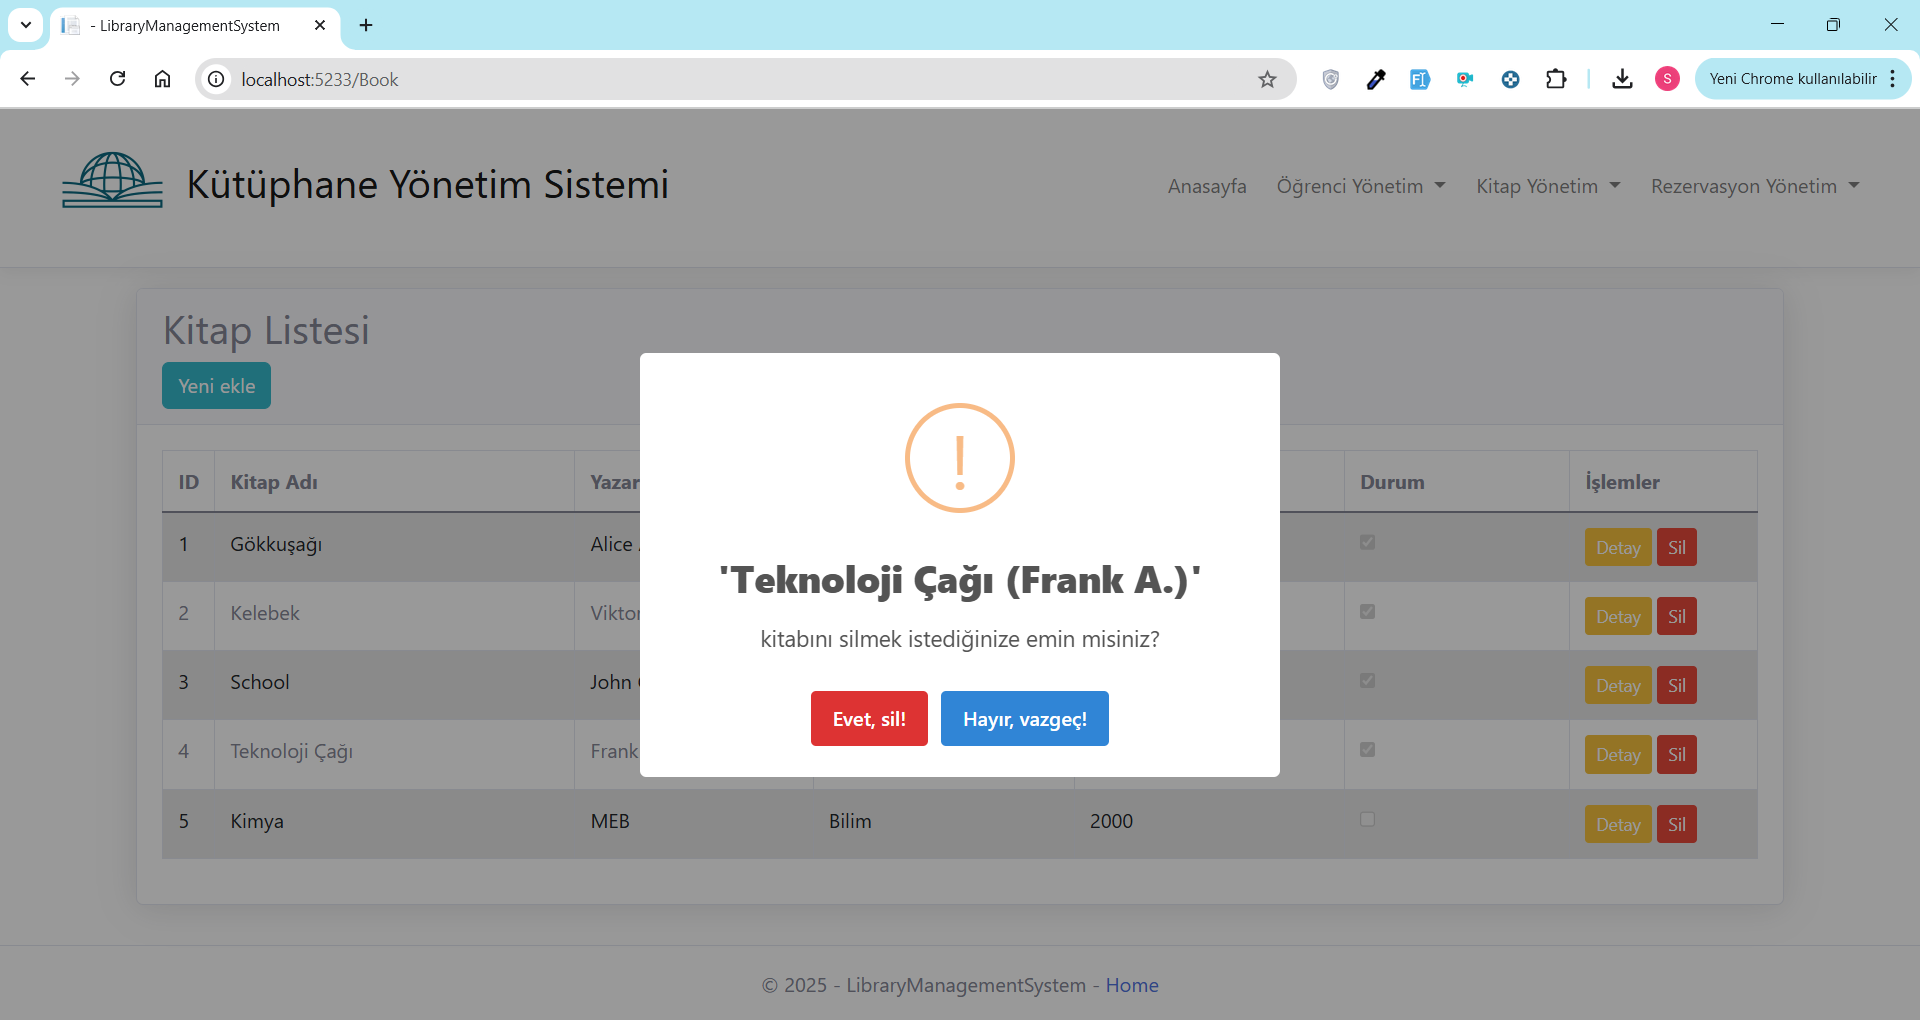 - LibraryManagementSystem
localhost:5233/Book
S
Yeni Chrome kullanılabilir
Kütüphane Yönetim Sistemi
Anasayfa Öğrenci Yönetim Kitap Yönetim Rezervasyon Yönetim
Kitap Listesi
Yeni ekle
ID Kitap Adı Yazar Durum İşlemler
1 Gökkuşağı Alice Detay Sil
2 Kelebek Detay Sil
3 School John Detay Sil
4 Teknoloji Çağı Frank Detay Sil
5 Kimya MEB Bilim 2000 Detay Sil
!
'Teknoloji Çağı (Frank A.)'
kitabını silmek istediğinize emin misiniz?
Evet, sil! Hayır, vazgeç!
© 2025 - LibraryManagementSystem - Home